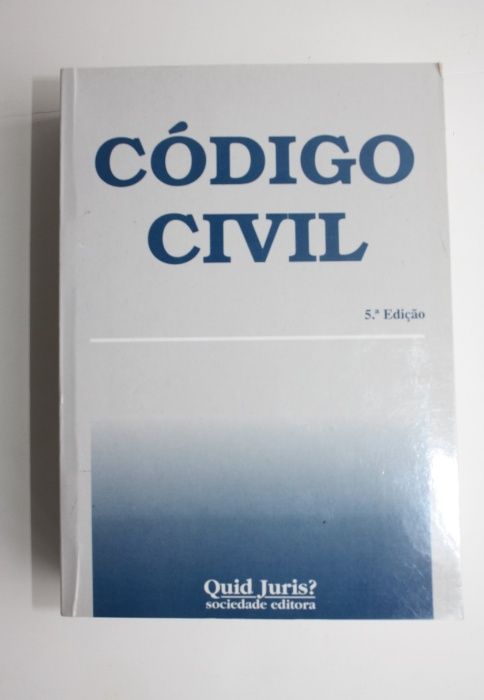 CÓDIGO
CIVIL
5.ª Edição
Quid Juris?
sociedade editora